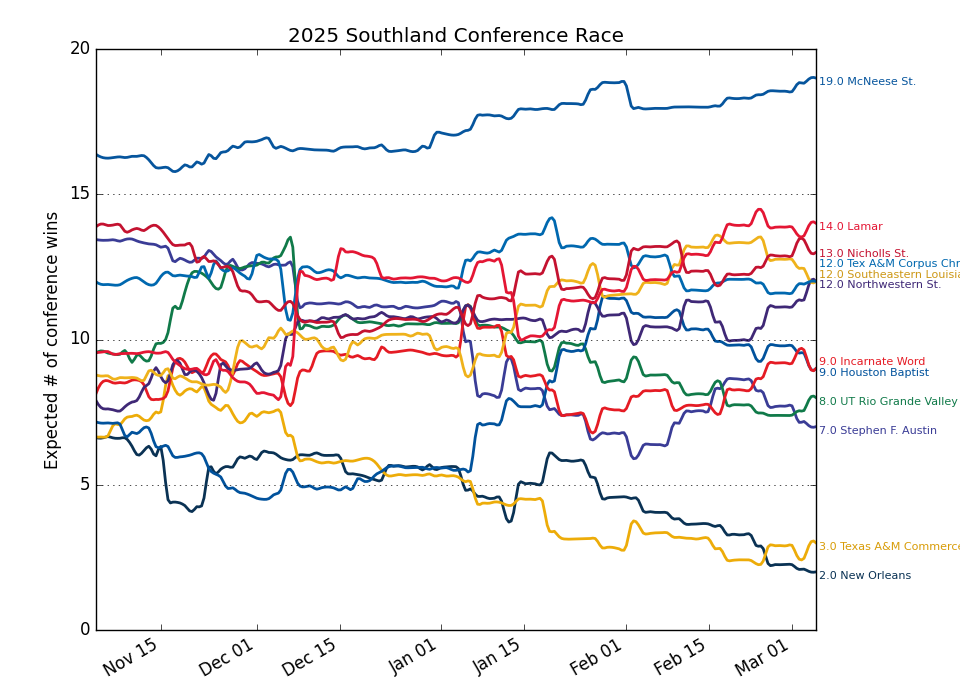 2025 Southland Conference Race
Expected # of conference wins
20
15
10
5
0
19.0 McNeese St.
14.0 Lamar
13.0 Nicholls St.
12.0 Tex A&M Corpus Chr
12.0 Southeastern Louisia
12.0 Northwestern St.
9.0 Incarnate Word
9.0 Houston Baptist
8.0 UT Rio Grande Valley
7.0 Stephen F. Austin
3.0 Texas A&M Commerce
2.0 New Orleans
Nov 15
Dec 01
Dec 15
Jan 01
Jan 15
Feb 01
Feb 15
Mar 01